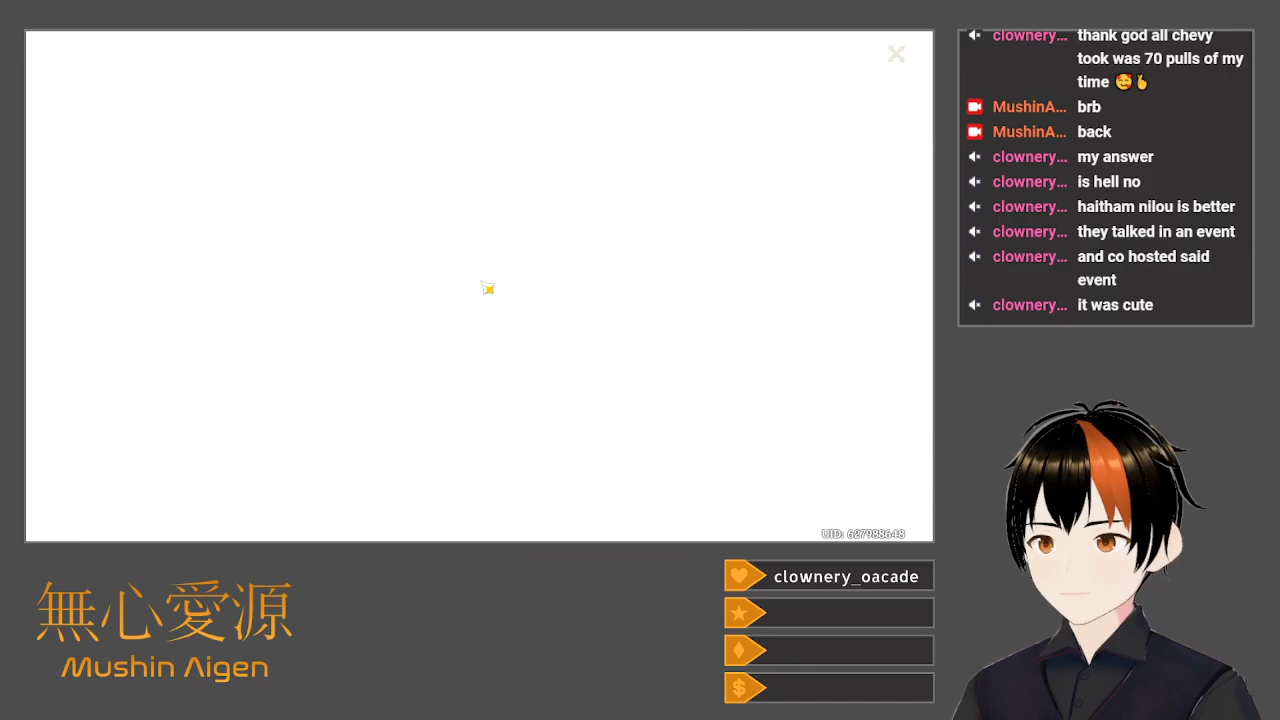 clownery... thank god all chevy
took was 70 pulls of my
time 🥰🫰
MushinA... brb
MushinA... back
clownery... my answer
clownery... is hell no
clownery... haitham nilou is better
clownery... they talked in an event
clownery... and co hosted said
event
clownery... it was cute
UID: 627988648
clownery_oacade
無心愛源
Mushin Aigen